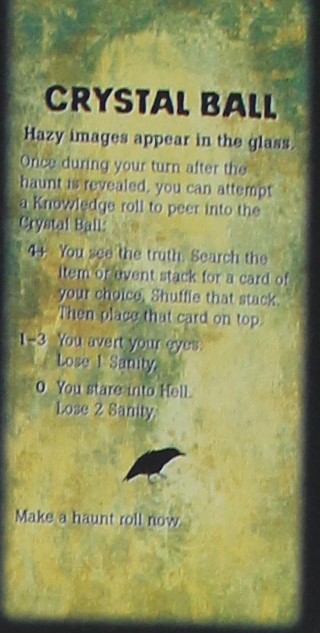 CRYSTAL BALL
Hazy images appear in the glass.
Once during your turn after the
haunt is revealed, you can attempt
a Knowledge roll to peer into the
Crystal Ball:
4+ You see the truth. Search the
item or event stack for a card of
your choice. Shuffle that stack.
Then place that card on top.
1-3 You avert your eyes.
Lose 1 Sanity.
0 You stare into Hell.
Lose 2 Sanity.
Make a haunt roll now.